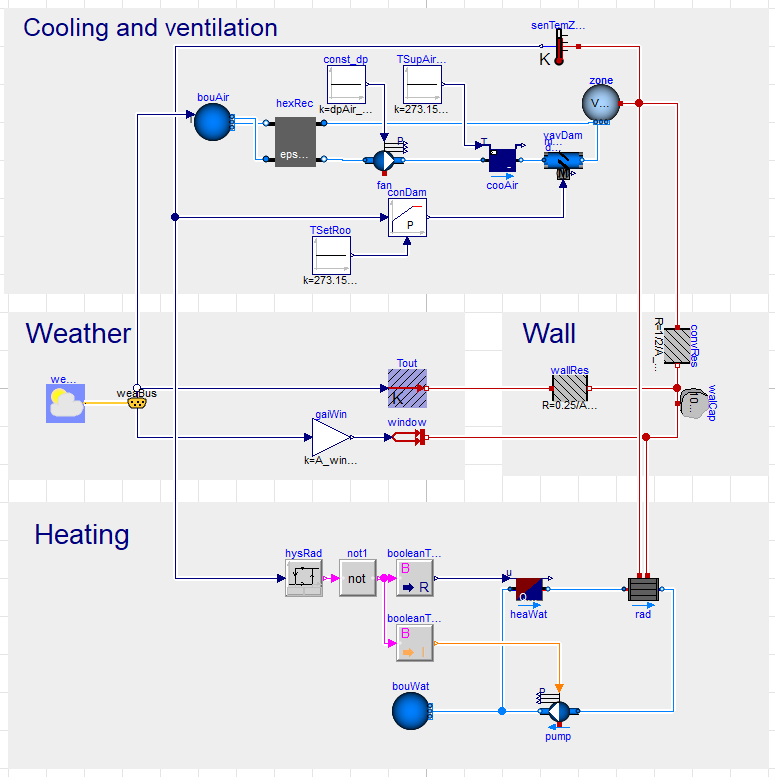 Cooling and ventilation
senTemZ...
K
const_dp
TSupAir...
zone
V...
bouAir
hexRec
eps...
k=dpAir_...
k=273.15...
vavDam
P
T
M
fan
cooAir
conDam
P
TSetRoo
k=273.15...
Weather
Wall
we...
weaBus
Tout
K
wallRes
R=0.25/A...
R=1/2/A_...
convRes
walCap
10...
gaiWin
k=A_win...
window
Heating
hysRad
not1
booleanT...
not
B
R
u
Q...
heaWat
rad
booleanT...
B
I
bouWat
P
pump